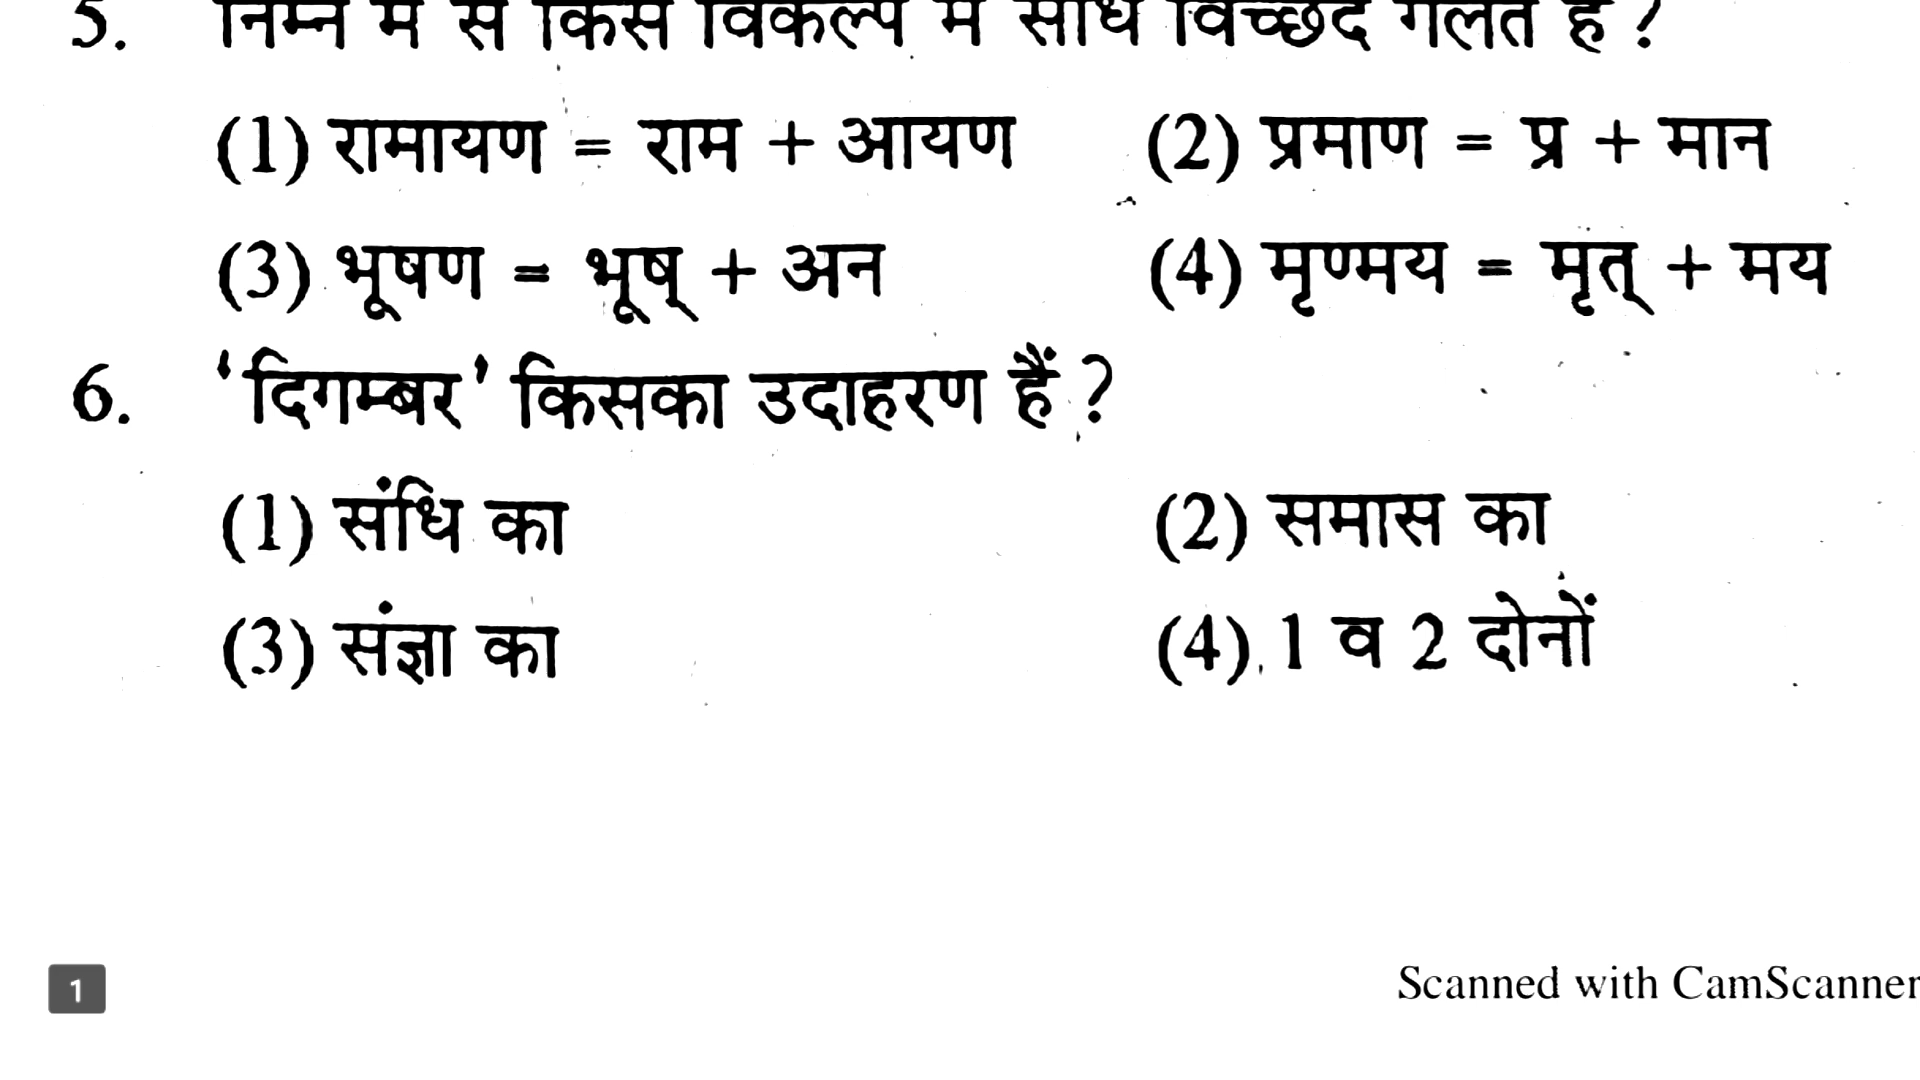 5. निम्न में से किस विकल्प में संधि विच्छेद गलत है ?
(1) रामायण = राम + आयण (2) प्रमाण = प्र + मान
(3) भूषण = भूष् + अन (4) मृण्मय = मृत् + मय
6. 'दिगम्बर' किसका उदाहरण हैं ?
(1) संधि का (2) समास का
(3) संज्ञा का (4) 1 व 2 दोनों
1 Scanned with CamScanner